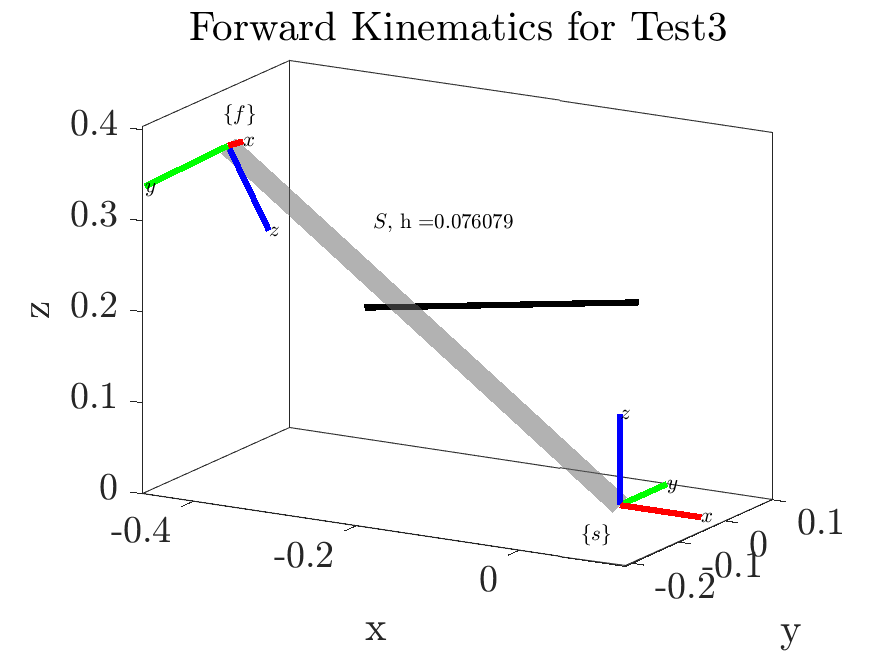 Forward Kinematics for Test3
{f}
x
y
z
S, h =0.076079
z
y
x
{s}
0.4
0.3
0.2
0.1
0
z
-0.4
-0.2
0
x
-0.2
-0.1
0
0.1
y